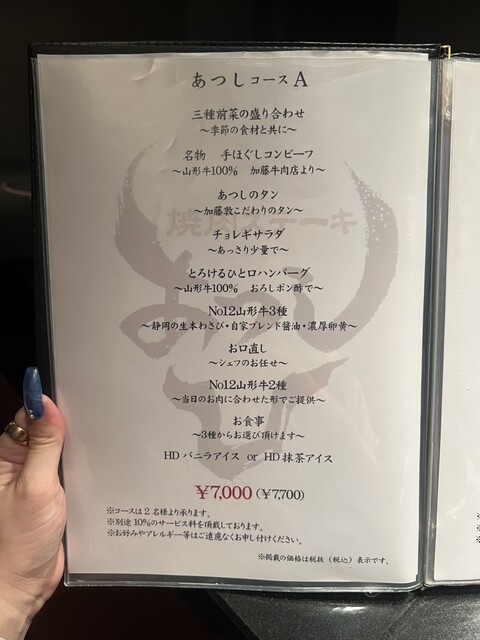 あつしコースA
三種前菜の盛り合わせ
〜季節の食材と共に〜
名物 手ほぐしコンビーフ
〜山形牛100% 加藤牛肉店より〜
あつしのタン
〜加藤敦こだわりのタン〜
焼肉ステーキ
チョレギサラダ
〜あっさり少量で〜
とろけるひと口ハンバーグ
〜山形牛100% おろしポン酢で〜
あつし
No12山形牛3種
〜静岡の生本わさび・自家ブレンド醤油・濃厚卵黄〜
お口直し
〜シェフのお任せ〜
No12山形牛2種
〜当日のお肉に合わせた形でご提供〜
お食事
〜3種からお選び頂けます〜
HDバニラアイス or HD抹茶アイス
¥7,000(¥7,700)
※コースは2名様より承ります。
※別途10%のサービス料を頂戴しております。
※お好みやアレルギー等はご遠慮なくお申し付けください。
※掲載の価格は税抜(税込)表示です。